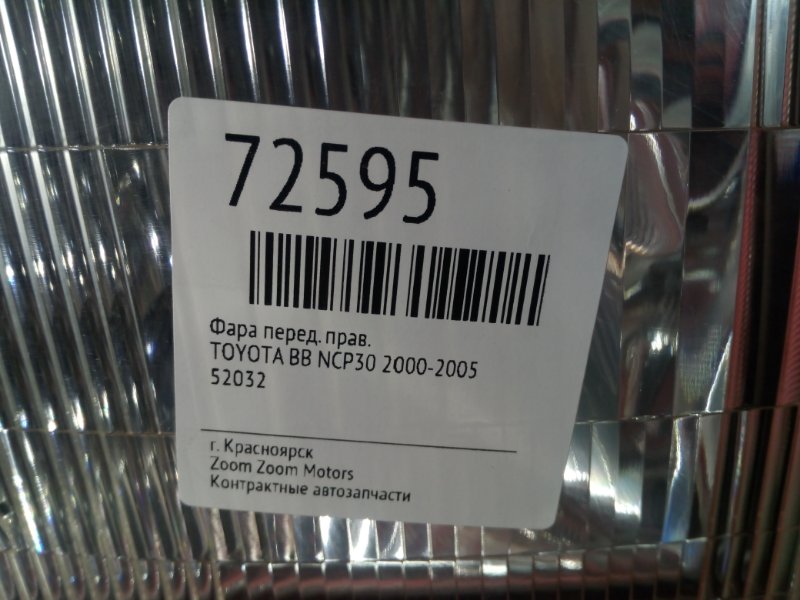 72595
Фара перед. прав.
TOYOTA BB NCP30 2000-2005
52032
г. Красноярск
Zoom Zoom Motors
Контрактные автозапчасти